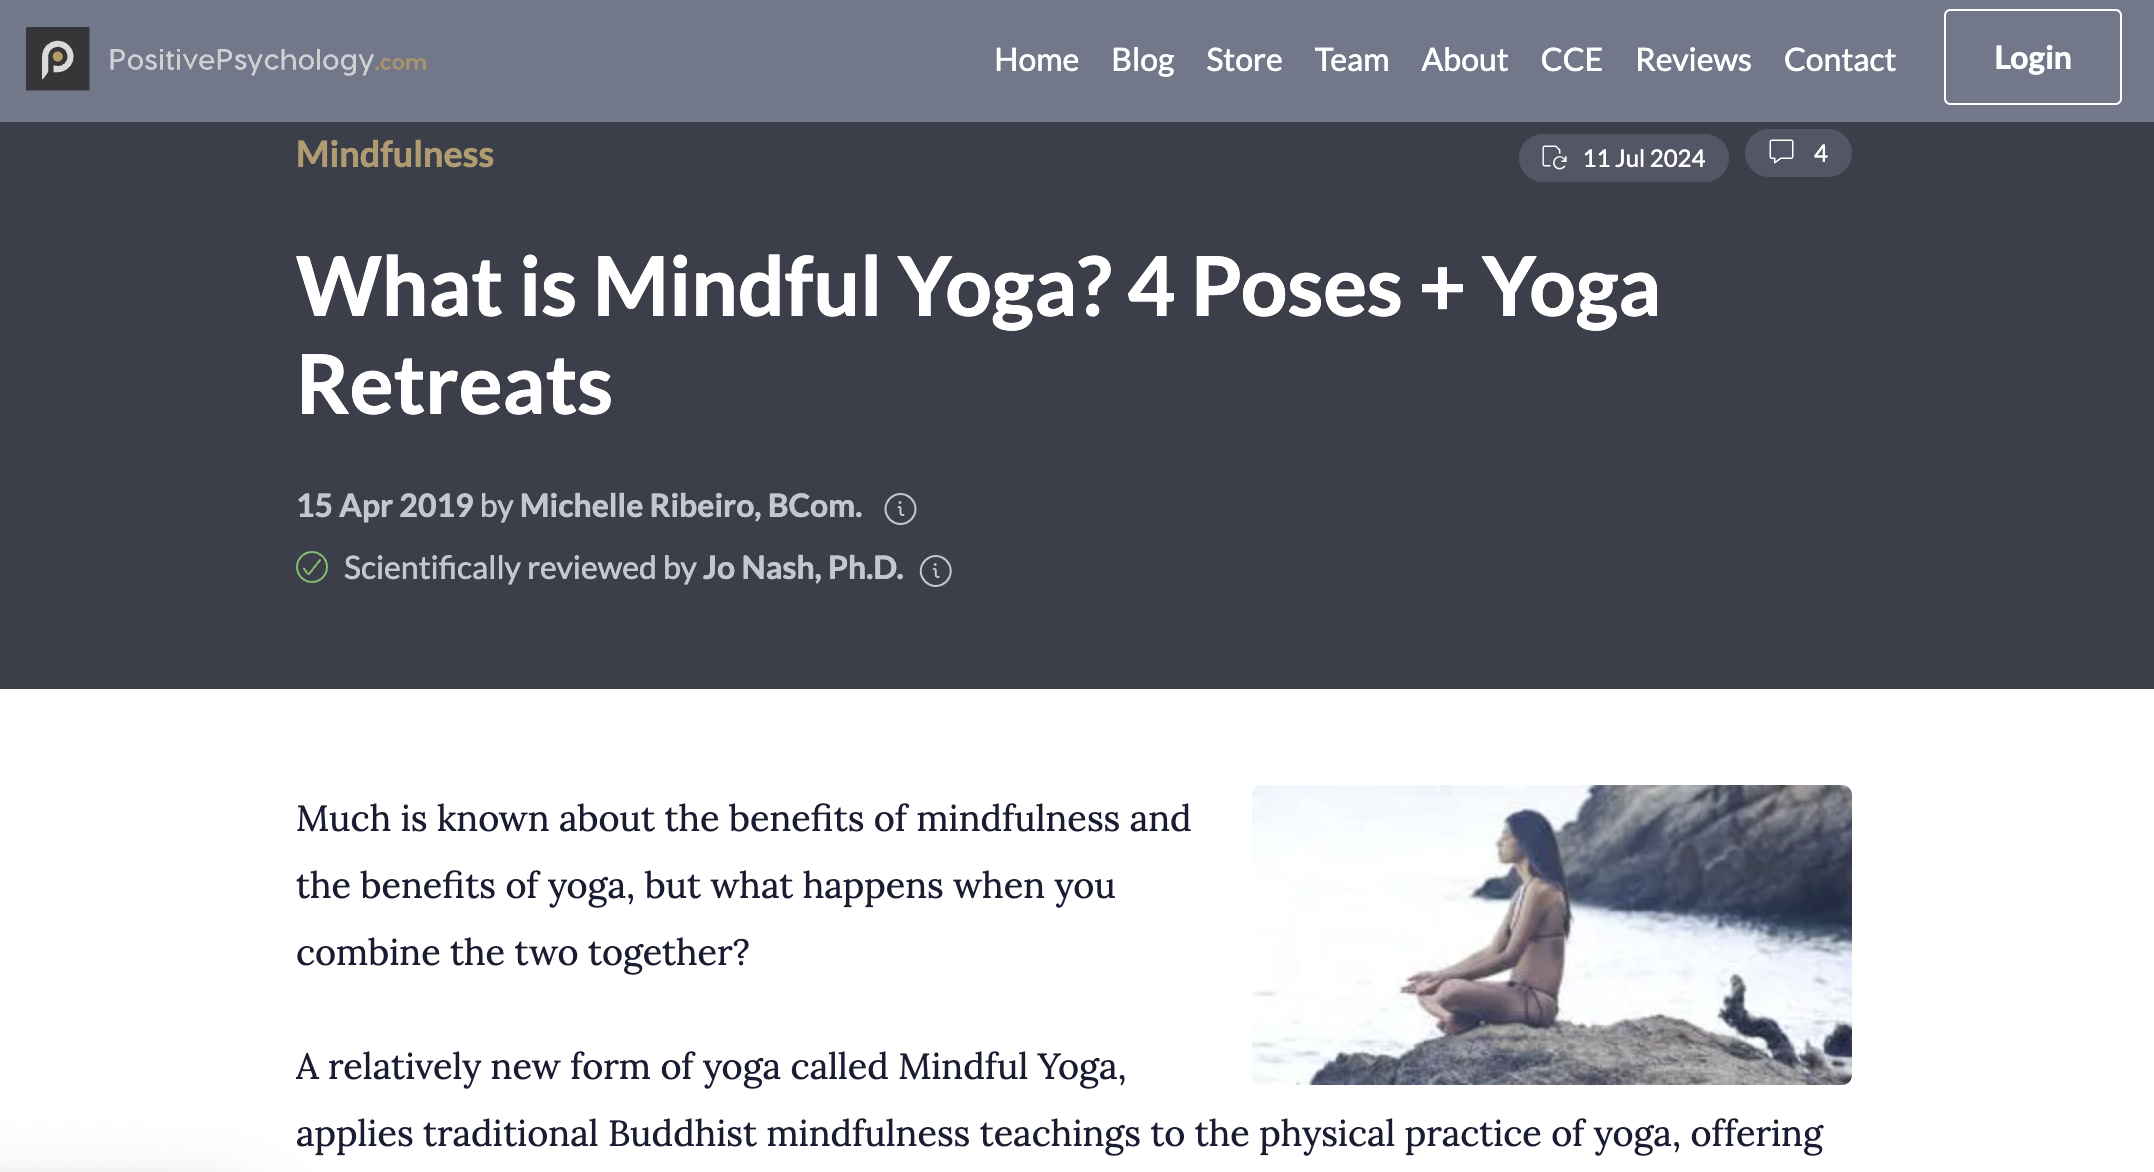 PositivePsychology.com
Home Blog Store Team About CCE Reviews Contact Login
Mindfulness
11 Jul 2024 4
What is Mindful Yoga? 4 Poses + Yoga
Retreats
15 Apr 2019 by Michelle Ribeiro, BCom.
Scientifically reviewed by Jo Nash, Ph.D.
Much is known about the benefits of mindfulness and
the benefits of yoga, but what happens when you
combine the two together?
A relatively new form of yoga called Mindful Yoga,
applies traditional Buddhist mindfulness teachings to the physical practice of yoga, offering